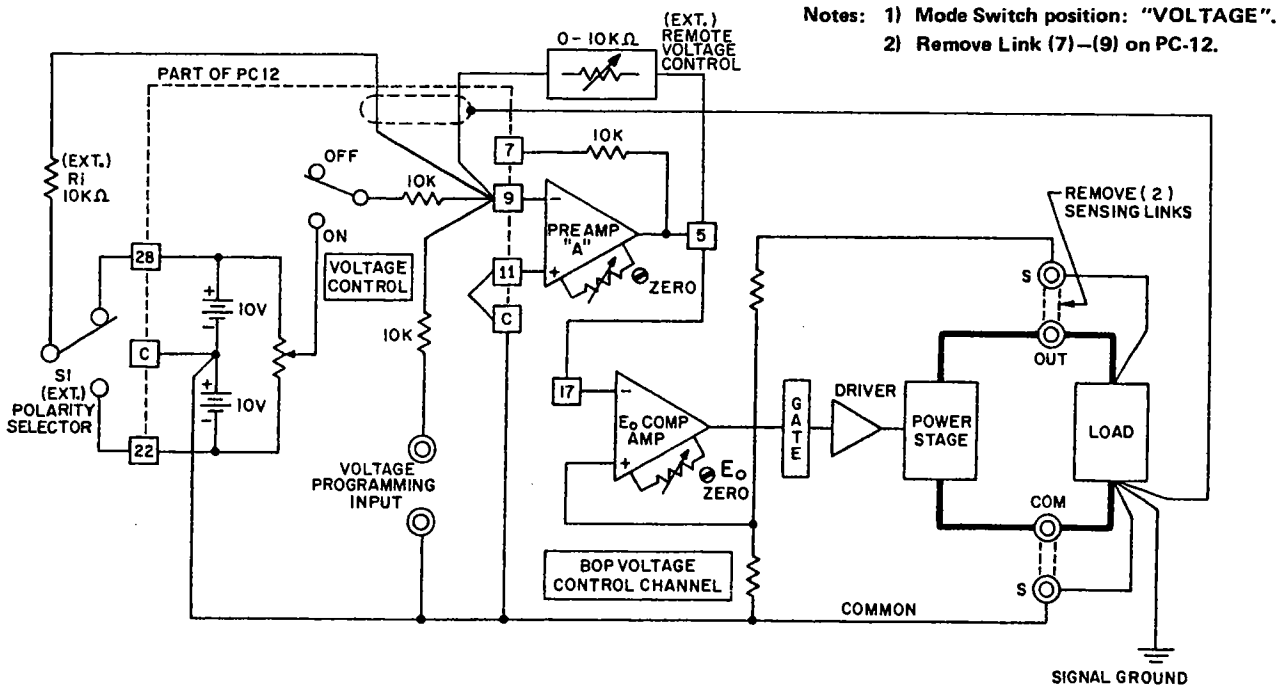 Notes: 1) Mode Switch position: "VOLTAGE".
2) Remove Link (7)–(9) on PC-12.
(EXT.)
REMOTE
VOLTAGE
CONTROL
0-10KΩ
PART OF PC12
7
10K
(EXT.)
Ri
10KΩ
OFF
10K
9
−
PREAMP
"A"
+
5
ZERO
ON
11
C
REMOVE (2)
SENSING LINKS
28
VOLTAGE
CONTROL
+
−
10V
10K
S
C
OUT
S1
(EXT.)
POLARITY
SELECTOR
+
−
10V
22
17
−
Eo COMP
AMP
+
Eo
ZERO
GATE
DRIVER
POWER
STAGE
LOAD
VOLTAGE
PROGRAMMING
INPUT
COM
BOP VOLTAGE
CONTROL CHANNEL
S
COMMON
SIGNAL GROUND